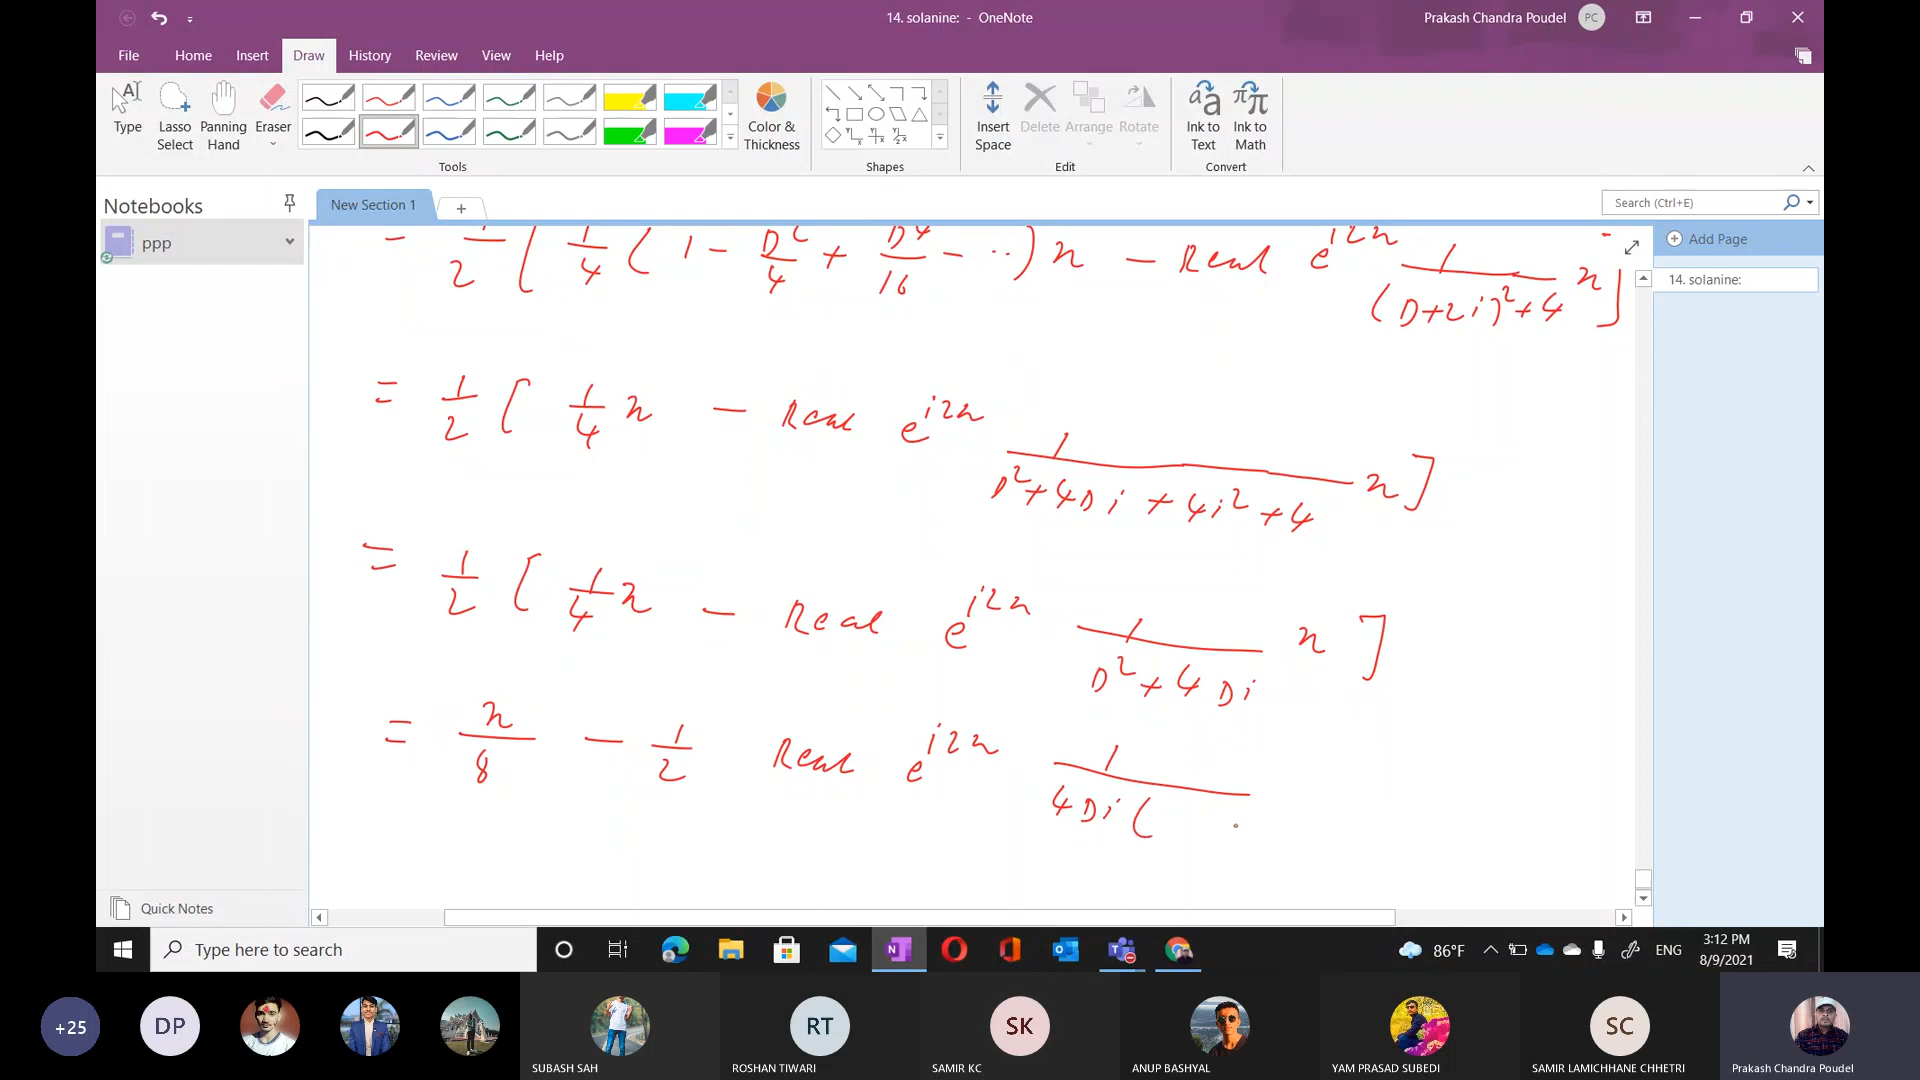 14. solanine: - OneNote
Prakash Chandra Poudel PC
File Home Insert Draw History Review View Help
Type
Lasso Select
Panning Hand
Eraser
Color & Thickness
Insert Space
Delete
Arrange
Rotate
Ink to Text
Ink to Math
Tools
Shapes
Edit
Convert
Notebooks
New Section 1
Search (Ctrl+E)
ppp
Add Page
14. solanine:
= 1/2 [ 1/4 ( 1 - D²/4 + D⁴/16 - ..) x - Real e^{i2x} 1/((D+2i)²+4) x ]
= 1/2 [ 1/4 x - Real e^{i2x} 1/(D²+4Di+4i²+4) x ]
= 1/2 [ 1/4 x - Real e^{i2x} 1/(D²+4Di) x ]
= x/8 - 1/2 Real e^{i2x} 1/(4Di(
Quick Notes
Type here to search
86°F
ENG
3:12 PM
8/9/2021
+25
DP
SUBASH SAH
RT
ROSHAN TIWARI
SK
SAMIR KC
ANUP BASHYAL
YAM PRASAD SUBEDI
SC
SAMIR LAMICHHANE CHHETRI
Prakash Chandra Poudel